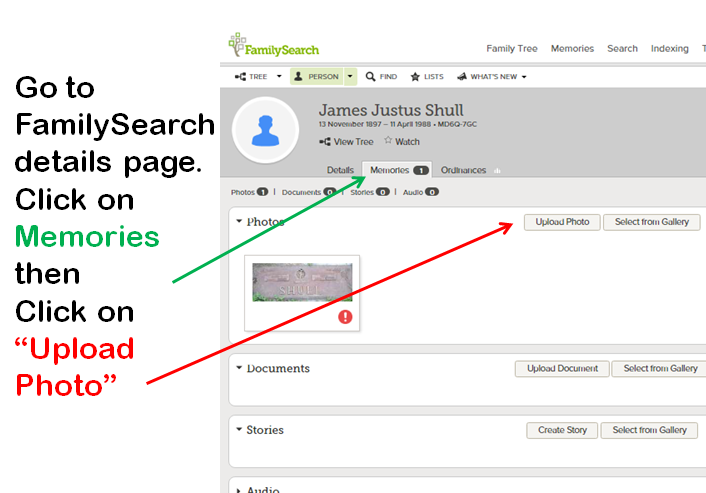 Go to
FamilySearch
details page.
Click on
Memories
then
Click on
“Upload
Photo”
FamilySearch
Family Tree Memories Search Indexing
TREE PERSON FIND LISTS WHAT'S NEW
James Justus Shull
13 November 1897 – 11 April 1988 • MD6Q-7GC
View Tree Watch
Details Memories 1 Ordinances
Photos 1 | Documents 0 | Stories 0 | Audio 0
Photos Upload Photo Select from Gallery
SHULL
Documents Upload Document Select from Gallery
Stories Create Story Select from Gallery
Audio